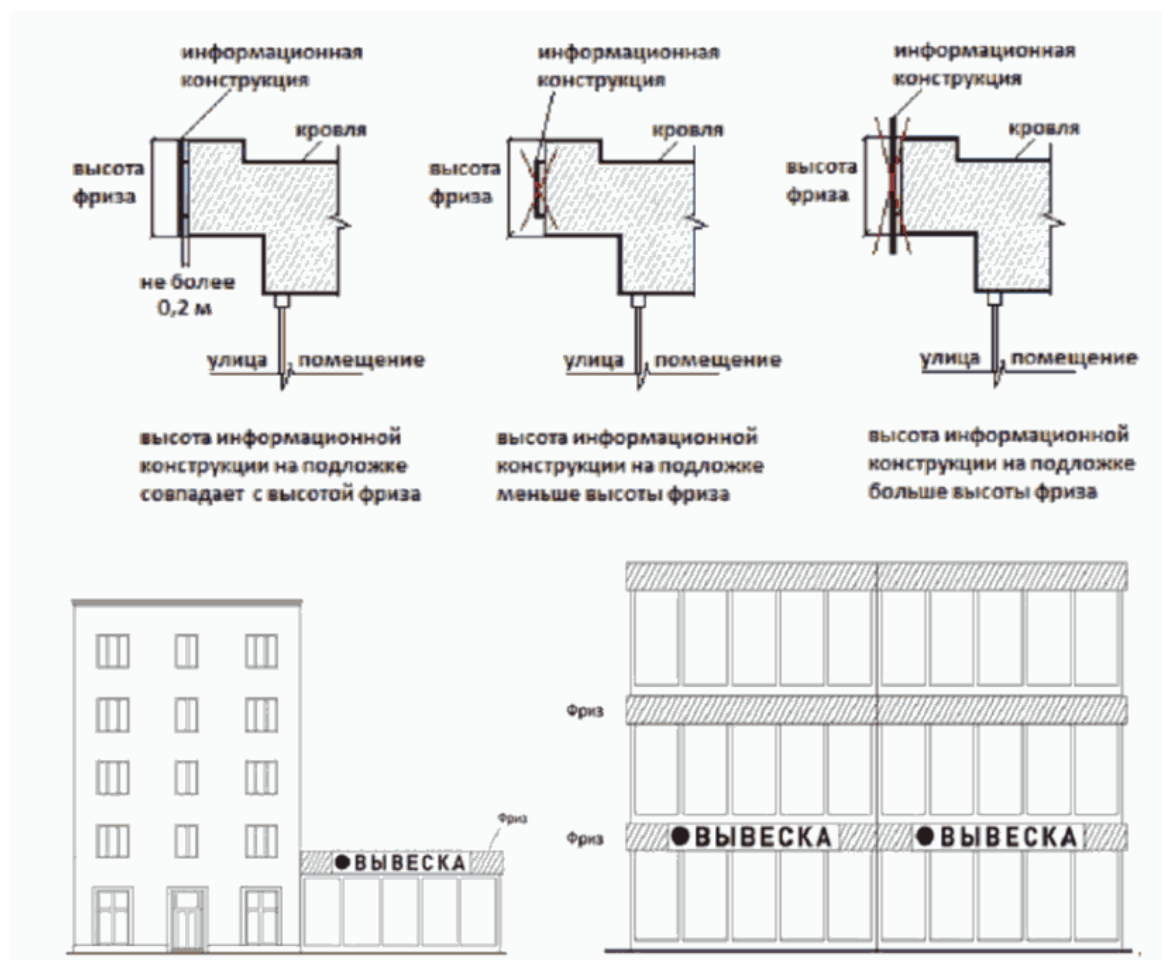 информационная
конструкция
кровля
высота
фриза
не более
0,2 м
улица помещение
высота информационной
конструкции на подложке
совпадает с высотой фриза
информационная
конструкция
кровля
высота
фриза
улица помещение
высота информационной
конструкции на подложке
меньше высоты фриза
информационная
конструкция
кровля
высота
фриза
улица помещение
высота информационной
конструкции на подложке
больше высоты фриза
Фриз
ВЫВЕСКА
Фриз
Фриз
ВЫВЕСКА
ВЫВЕСКА